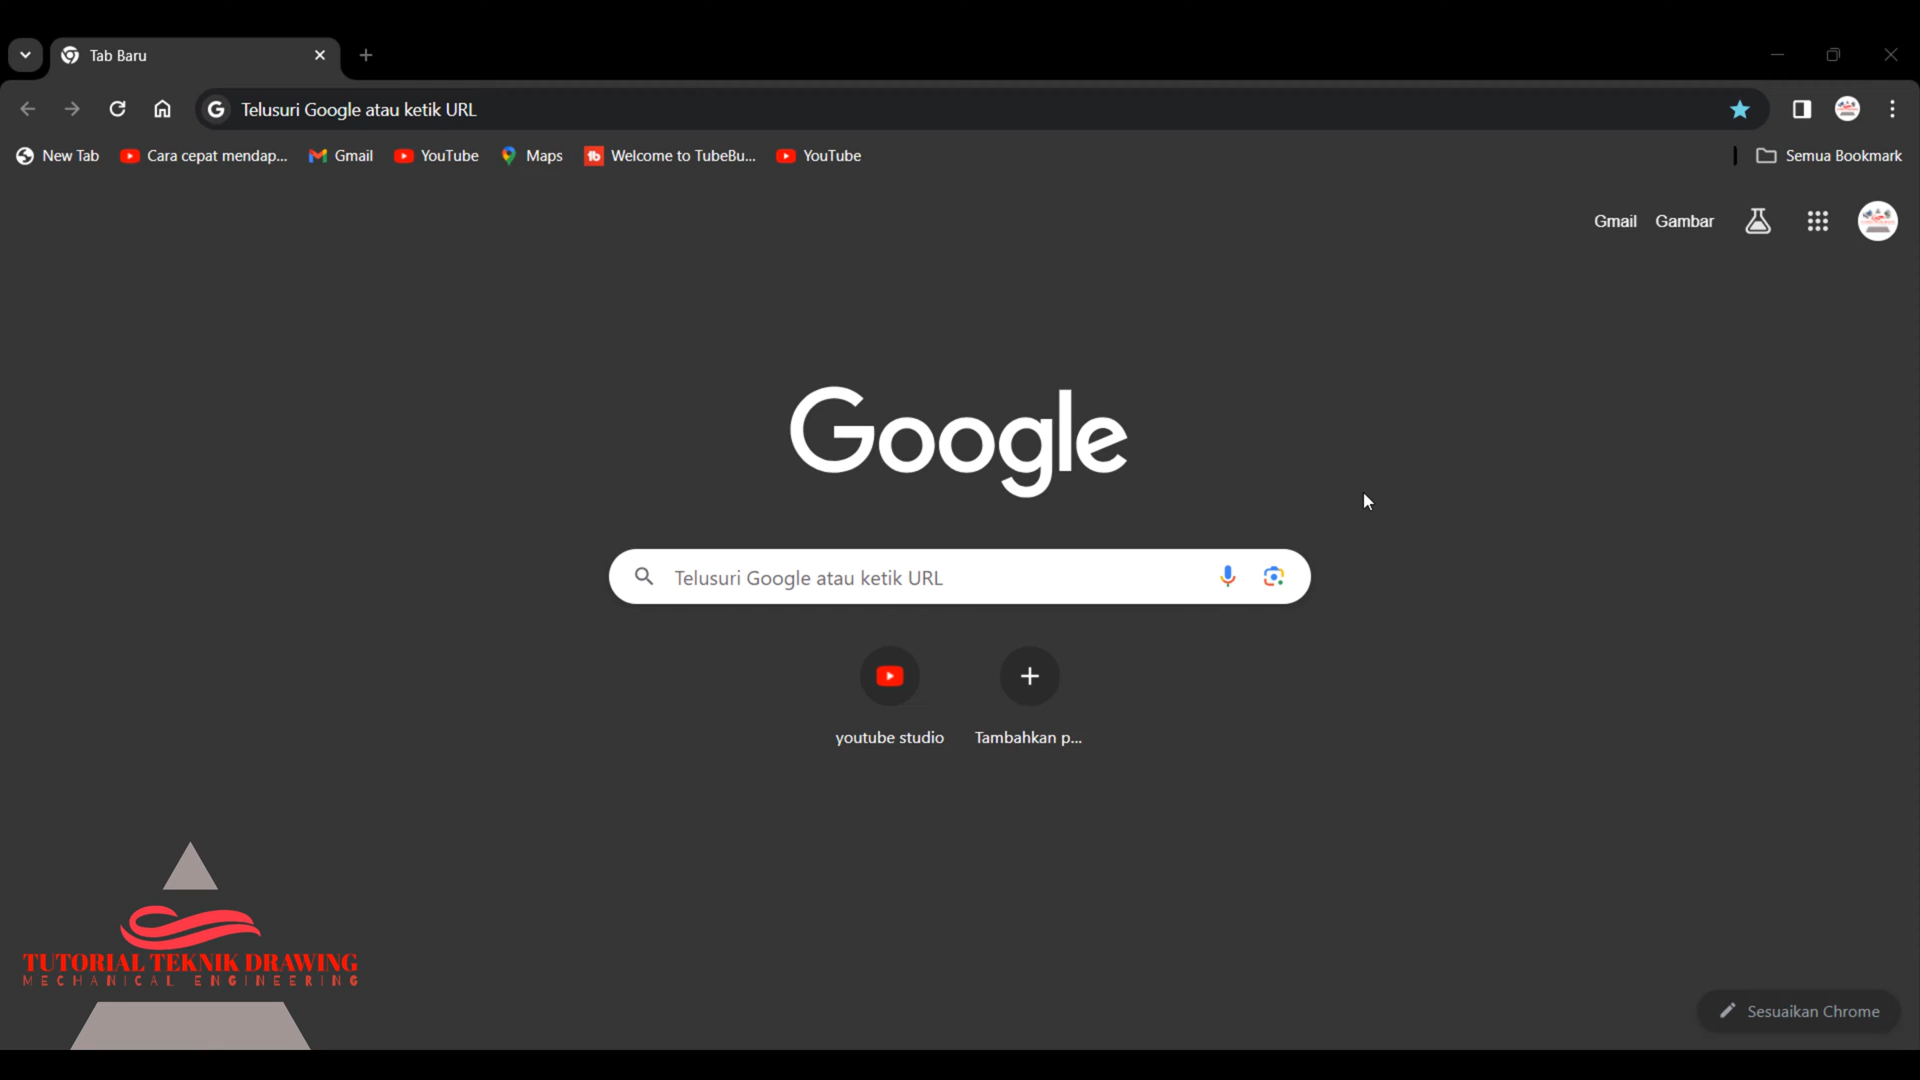 Tab Baru
Telusuri Google atau ketik URL
New Tab
Cara cepat mendap...
Gmail
YouTube
Maps
Welcome to TubeBu...
YouTube
Semua Bookmark
Gmail
Gambar
Google
Telusuri Google atau ketik URL
youtube studio
Tambahkan p...
TUTORIAL TEKNIK DRAWING
MECHANICAL ENGINEERING
Sesuaikan Chrome